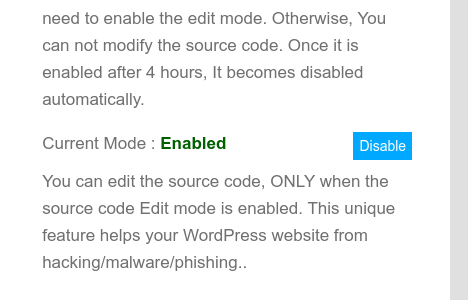 need to enable the edit mode. Otherwise, You
can not modify the source code. Once it is
enabled after 4 hours, It becomes disabled
automatically.
Current Mode : Enabled Disable
You can edit the source code, ONLY when the
source code Edit mode is enabled. This unique
feature helps your WordPress website from
hacking/malware/phishing..